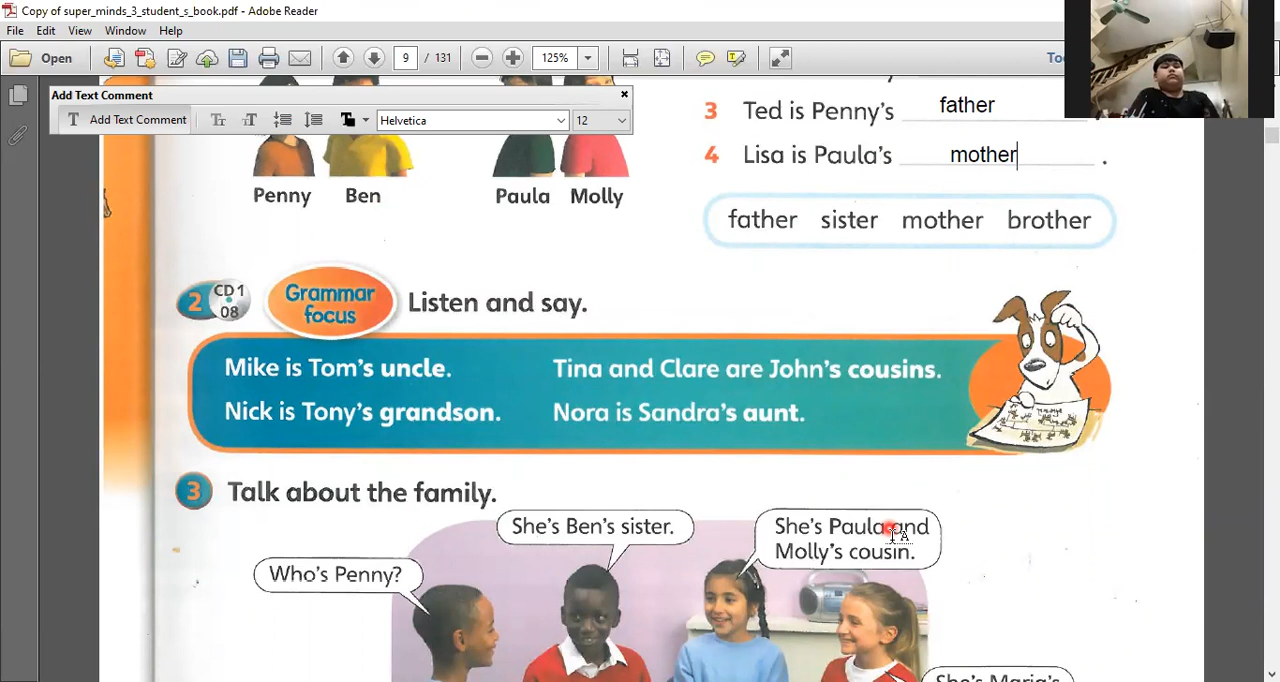 Copy of super_minds_3_student_s_book.pdf - Adobe Reader
File Edit View Window Help
Open 9 / 131 125%
Add Text Comment
Add Text Comment Helvetica 12
3 Ted is Penny's father
4 Lisa is Paula's mother .
Penny Ben Paula Molly
father sister mother brother
2 CD1 08 Grammar focus Listen and say.
Mike is Tom's uncle. Tina and Clare are John's cousins.
Nick is Tony's grandson. Nora is Sandra's aunt.
3 Talk about the family.
She's Ben's sister.
She's Paula and
Molly's cousin.
Who's Penny?
She's Maria's